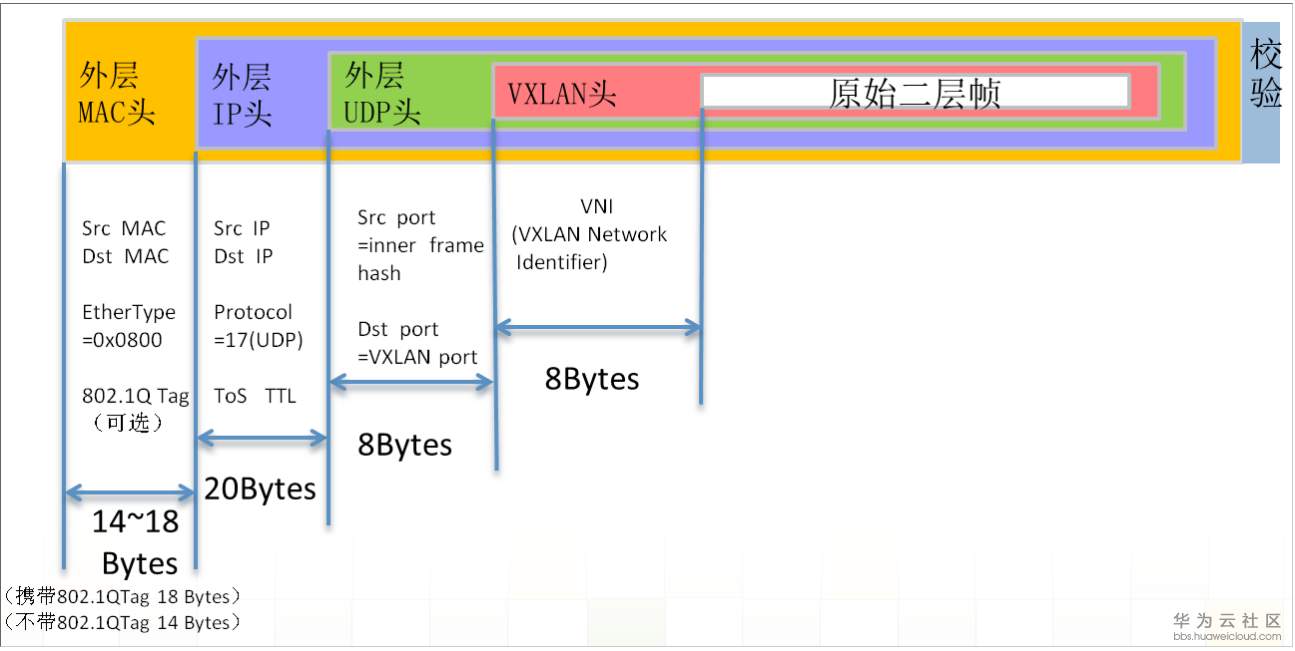 外层
MAC头
外层
IP头
外层
UDP头
VXLAN头
原始二层帧
校
验
Src MAC
Dst MAC
EtherType
=0x0800
802.1Q Tag
（可选）
14~18
Bytes
（携带802.1QTag 18 Bytes）
（不带802.1QTag 14 Bytes）
Src IP
Dst IP
Protocol
=17(UDP)
ToS TTL
20Bytes
Src port
=inner frame
hash
Dst port
=VXLAN port
8Bytes
VNI
(VXLAN Network
Identifier)
8Bytes
华为云社区
bbs.huaweicloud.com